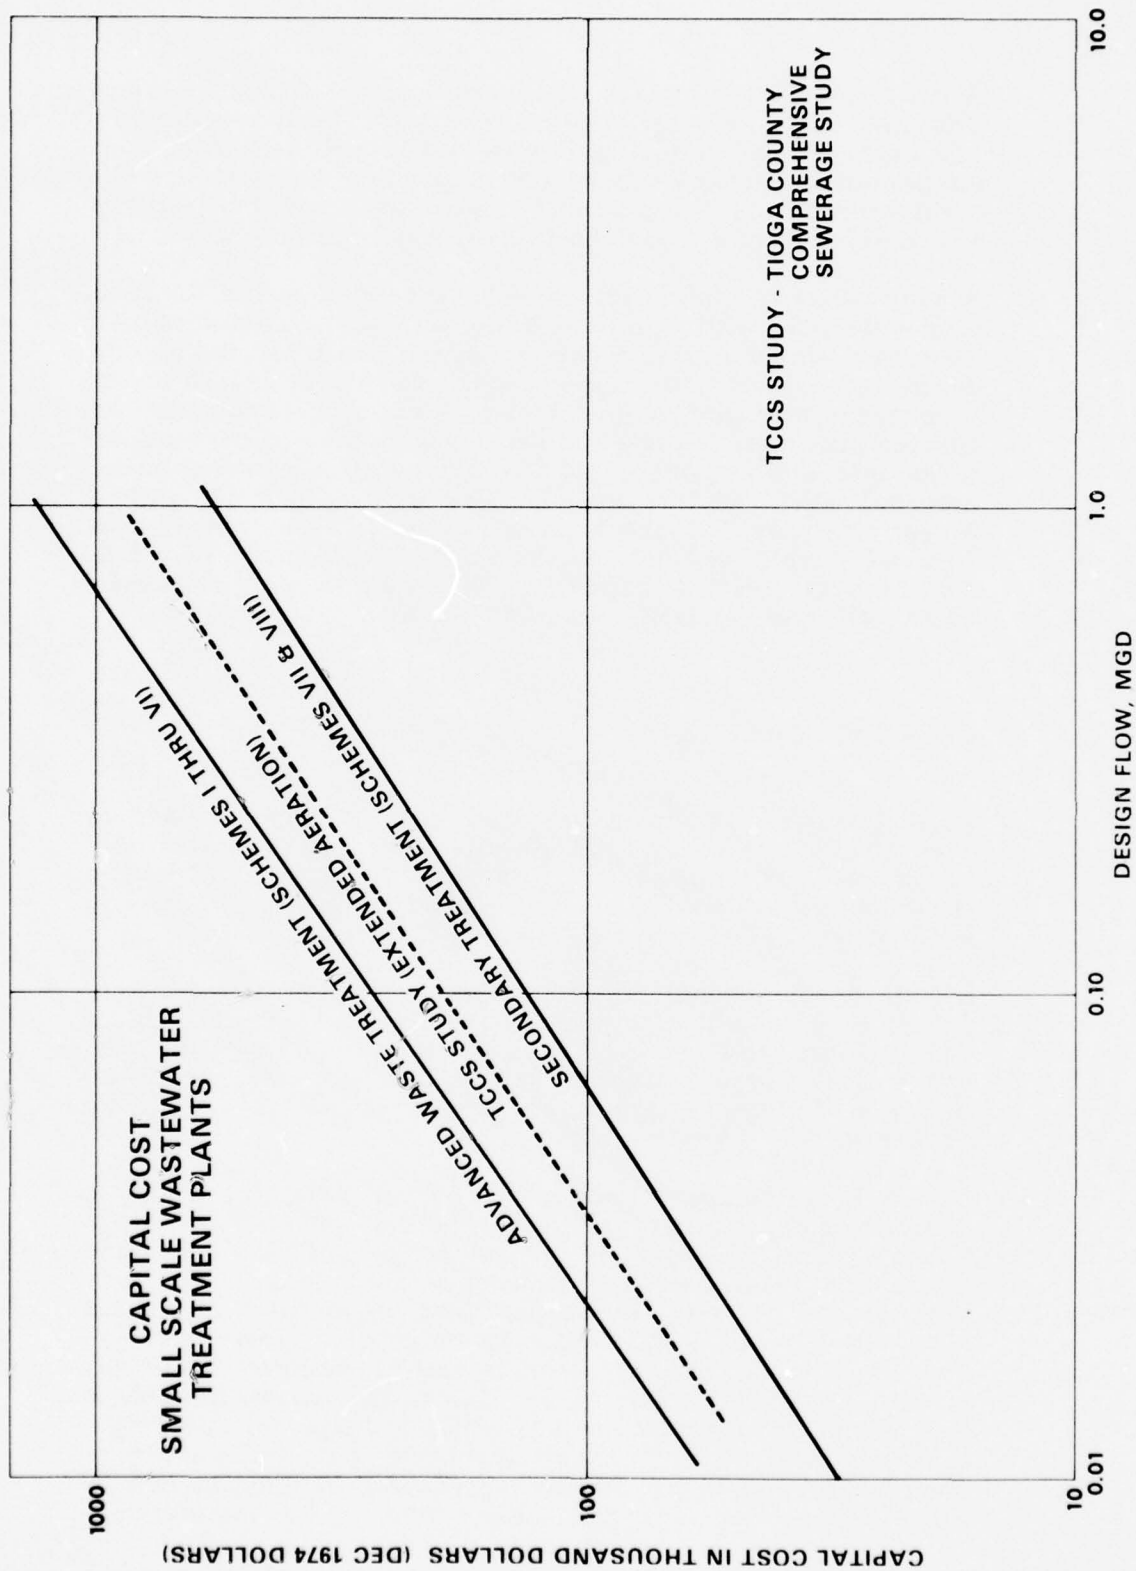 CAPITAL COST
SMALL SCALE WASTEWATER
TREATMENT PLANTS
CAPITAL COST IN THOUSAND DOLLARS (DEC 1974 DOLLARS)
1000
100
10
ADVANCED WASTE TREATMENT (SCHEMES I THRU VI)
TCCS STUDY (EXTENDED AERATION)
SECONDARY TREATMENT (SCHEMES VII & VIII)
TCCS STUDY - TIOGA COUNTY
COMPREHENSIVE
SEWERAGE STUDY
0.01
0.10
1.0
10.0
DESIGN FLOW, MGD